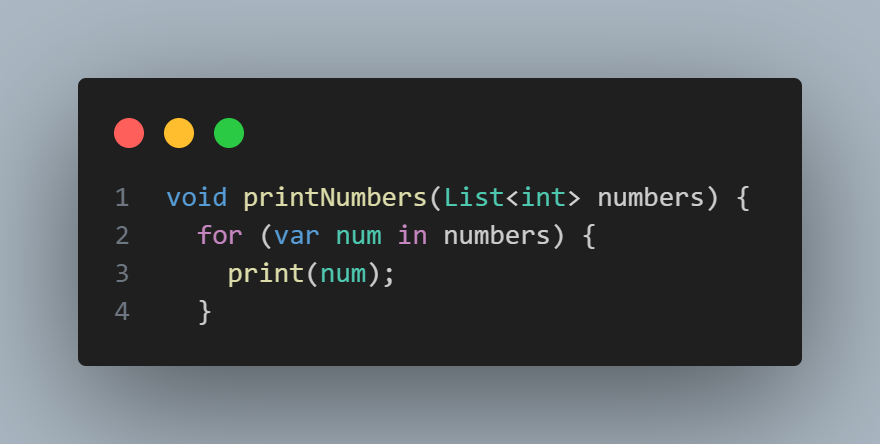 1 void printNumbers(List<int> numbers) {
2   for (var num in numbers) {
3     print(num);
4   }